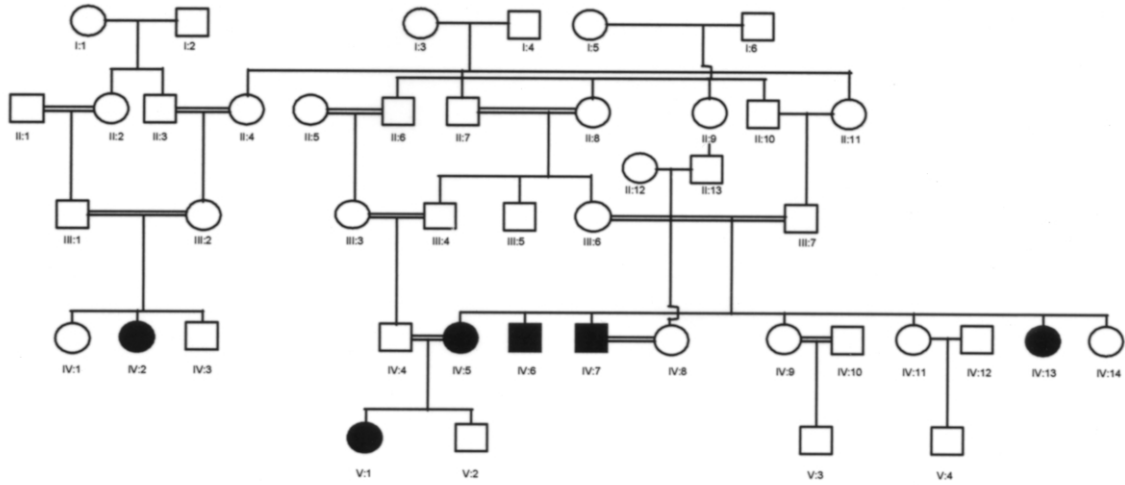 I:1 I:2 I:3 I:4 I:5 I:6
II:1 II:2 II:3 II:4 II:5 II:6 II:7 II:8 II:9 II:10 II:11
II:12 II:13
III:1 III:2 III:3 III:4 III:5 III:6 III:7
IV:1 IV:2 IV:3 IV:4 IV:5 IV:6 IV:7 IV:8 IV:9 IV:10 IV:11 IV:12 IV:13 IV:14
V:1 V:2 V:3 V:4